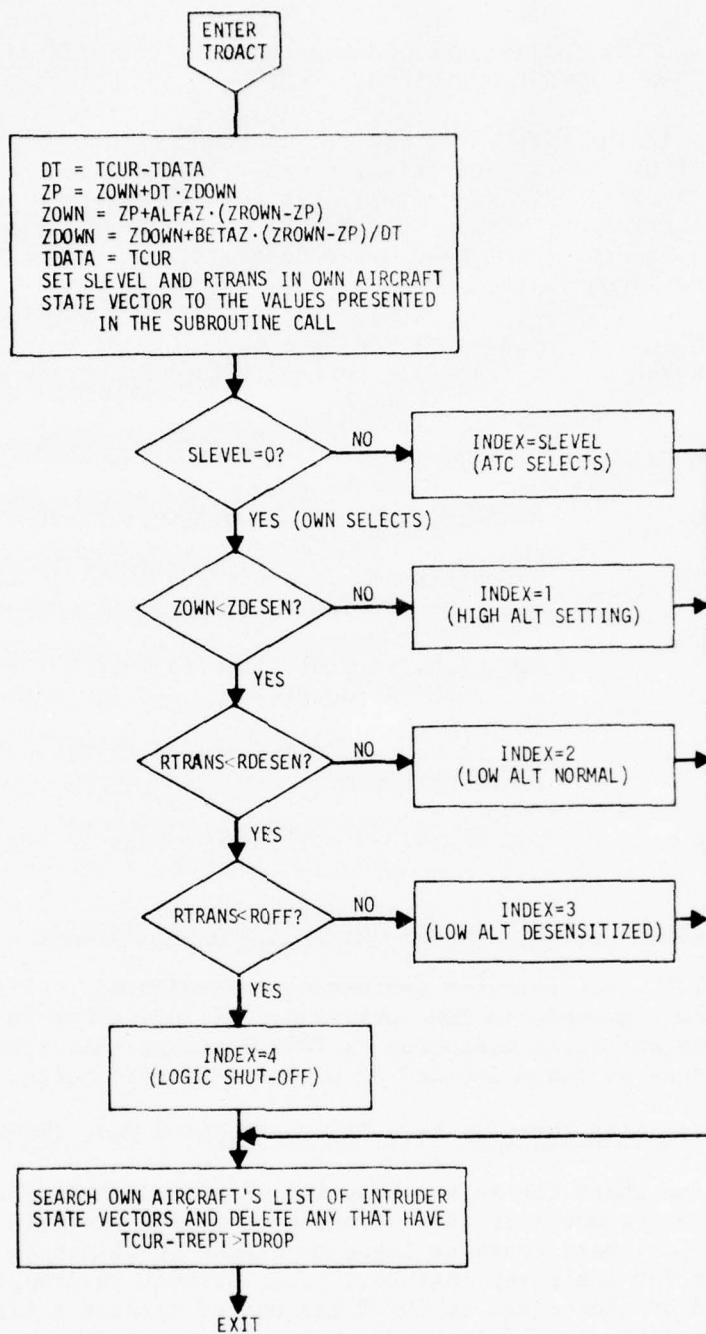 ENTER
TROACT
DT = TCUR-TDATA
ZP = ZOWN+DT·ZDOWN
ZOWN = ZP+ALFAZ·(ZROWN-ZP)
ZDOWN = ZDOWN+BETAZ·(ZROWN-ZP)/DT
TDATA = TCUR
SET SLEVEL AND RTRANS IN OWN AIRCRAFT
STATE VECTOR TO THE VALUES PRESENTED
IN THE SUBROUTINE CALL
SLEVEL=0?
NO
INDEX=SLEVEL
(ATC SELECTS)
YES (OWN SELECTS)
ZOWN<ZDESEN?
NO
INDEX=1
(HIGH ALT SETTING)
YES
RTRANS<RDESEN?
NO
INDEX=2
(LOW ALT NORMAL)
YES
RTRANS<ROFF?
NO
INDEX=3
(LOW ALT DESENSITIZED)
YES
INDEX=4
(LOGIC SHUT-OFF)
SEARCH OWN AIRCRAFT'S LIST OF INTRUDER
STATE VECTORS AND DELETE ANY THAT HAVE
TCUR-TREPT>TDROP
EXIT